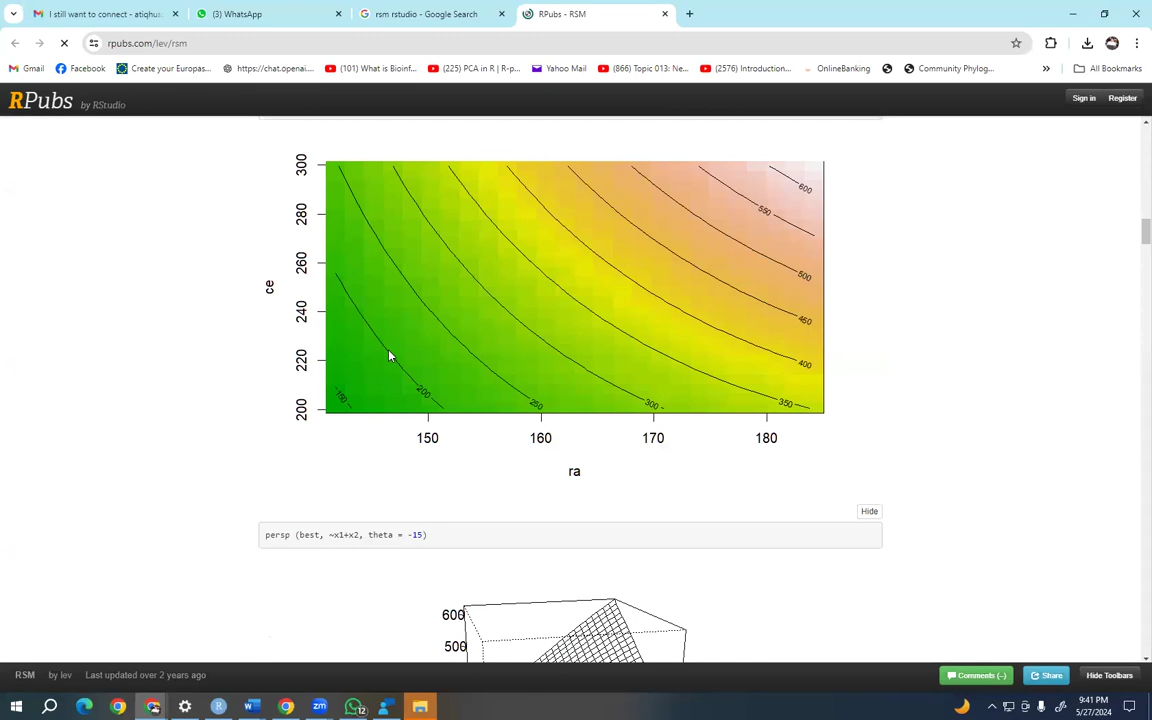 I still want to connect - atiqhus
(3) WhatsApp
rsm rstudio - Google Search
RPubs - RSM
rpubs.com/lev/rsm
Gmail
Facebook
Create your Europas...
https://chat.openai....
(101) What is Bioinf...
(225) PCA in R | R-p...
Yahoo Mail
(866) Topic 013: Ne...
(2576) Introduction...
OnlineBanking
Community Phylog...
All Bookmarks
RPubs by RStudio
Sign in Register
300
280
260
240
220
200
ce
600
550
500
450
400
350
300
250
200
150
150 160 170 180
ra
Hide
persp (best, ~x1+x2, theta = -15)
600
500
RSM by lev Last updated over 2 years ago
Comments (–) Share Hide Toolbars
12
9:41 PM
5/27/2024